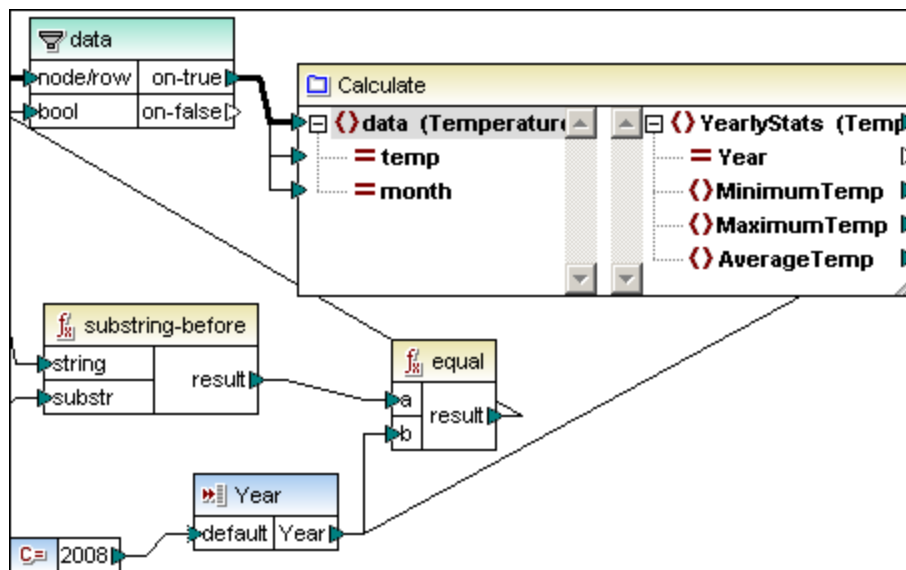 data
node/row on-true
bool on-false
Calculate
data (Temperature
temp
month
YearlyStats (Temp
Year
MinimumTemp
MaximumTemp
AverageTemp
substring-before
string
result
substr
equal
a
result
b
Year
default Year
C= 2008